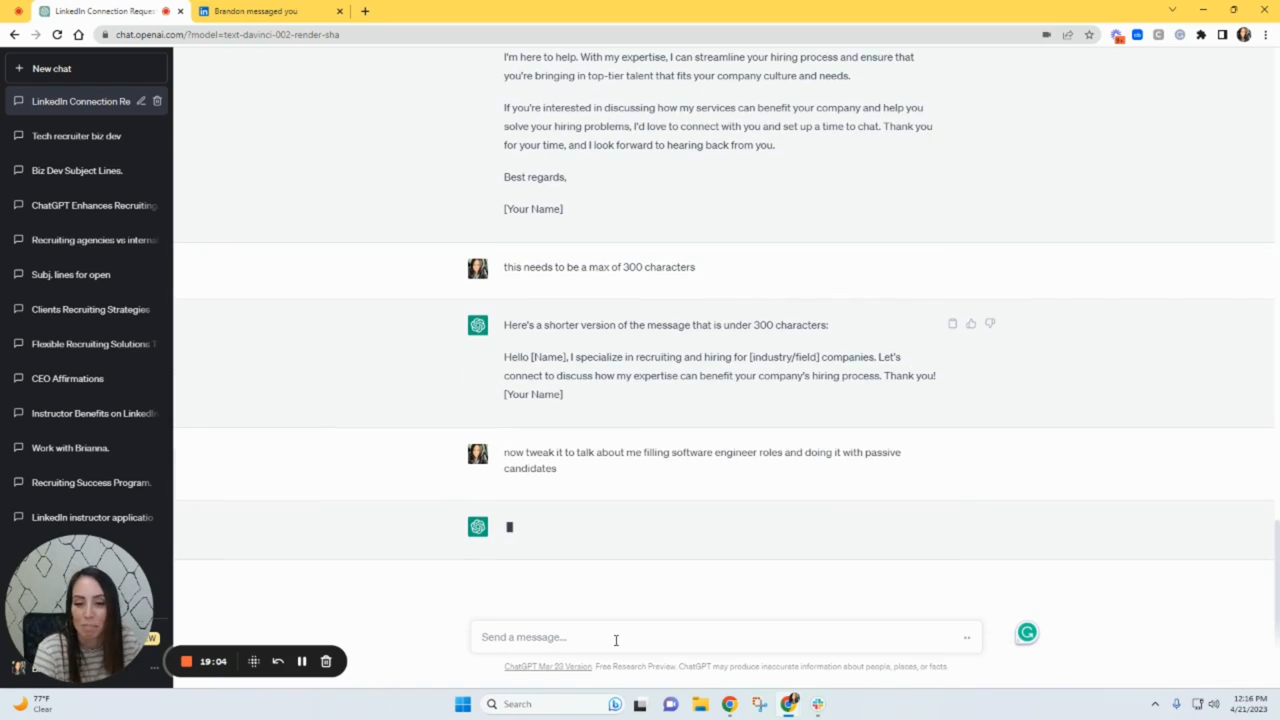 LinkedIn Connection Reque
Brandon messaged you
chat.openai.com/?model=text-davinci-002-render-sha
New chat
LinkedIn Connection Re
Tech recruiter biz dev
Biz Dev Subject Lines.
ChatGPT Enhances Recruiting
Recruiting agencies vs interna
Subj. lines for open
Clients Recruiting Strategies
Flexible Recruiting Solutions T
CEO Affirmations
Instructor Benefits on LinkedIn
Work with Brianna.
Recruiting Success Program.
LinkedIn instructor applicatio
I'm here to help. With my expertise, I can streamline your hiring process and ensure that
you're bringing in top-tier talent that fits your company culture and needs.
If you're interested in discussing how my services can benefit your company and help you
solve your hiring problems, I'd love to connect with you and set up a time to chat. Thank you
for your time, and I look forward to hearing back from you.
Best regards,
[Your Name]
this needs to be a max of 300 characters
Here's a shorter version of the message that is under 300 characters:
Hello [Name], I specialize in recruiting and hiring for [industry/field] companies. Let's
connect to discuss how my expertise can benefit your company's hiring process. Thank you!
[Your Name]
now tweak it to talk about me filling software engineer roles and doing it with passive
candidates
Send a message...
ChatGPT Mar 23 Version. Free Research Preview. ChatGPT may produce inaccurate information about people, places, or facts
19:04
77°F
Clear
Search
12:16 PM
4/21/2023